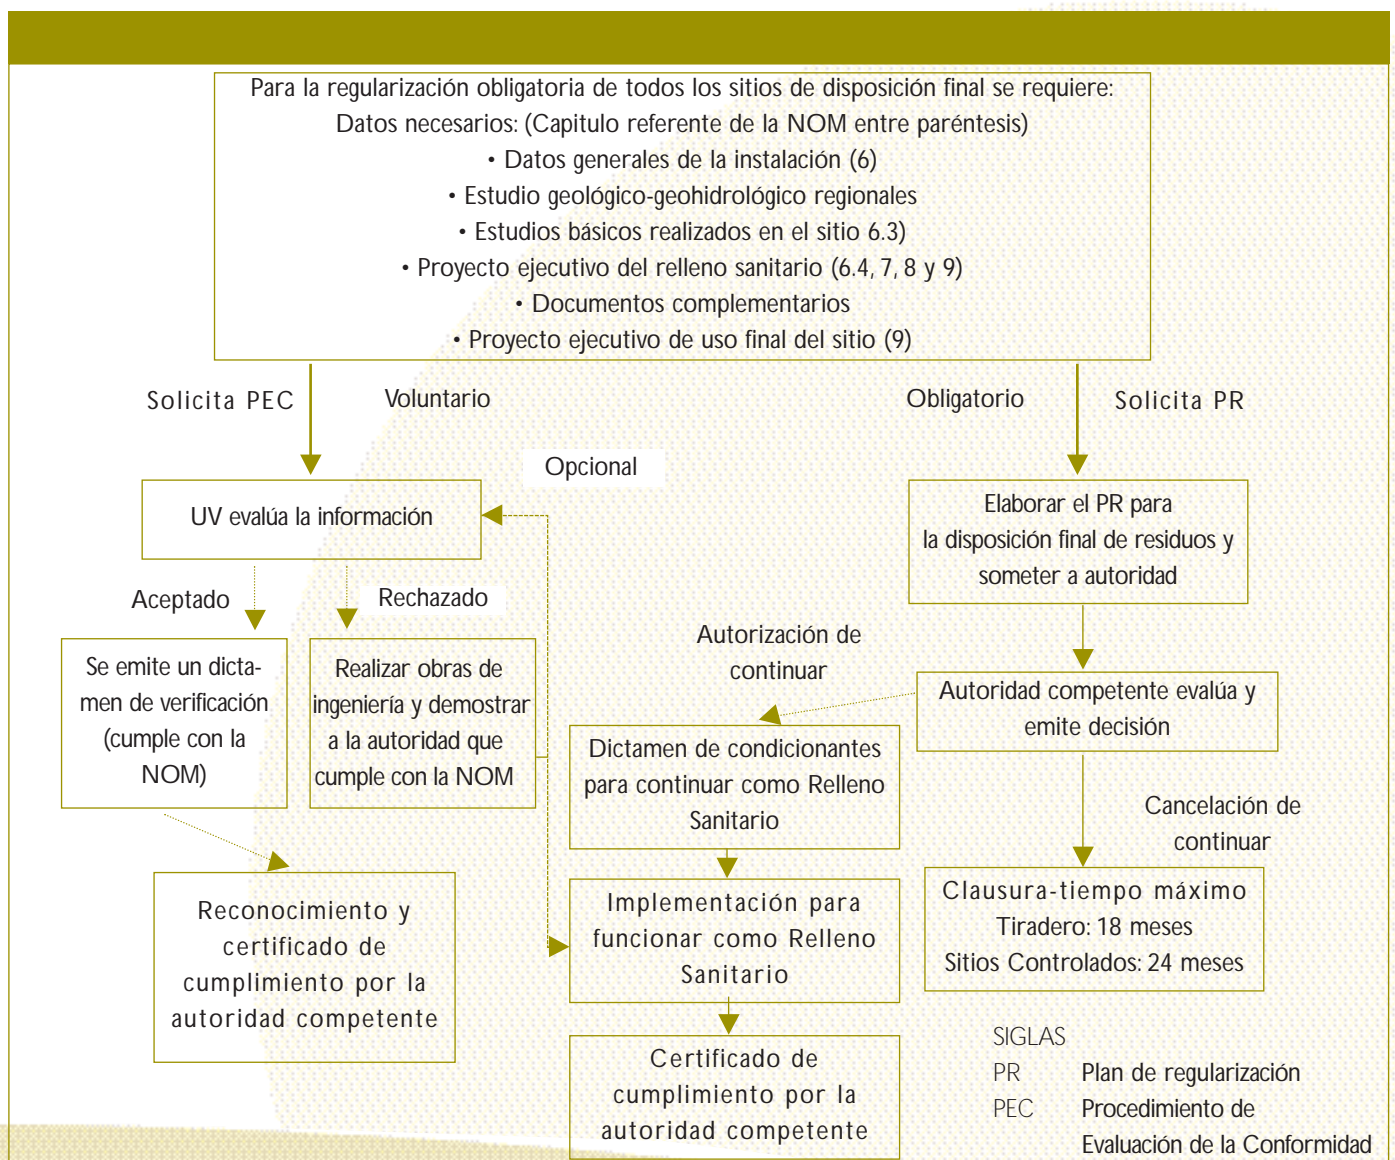 Para la regularización obligatoria de todos los sitios de disposición final se requiere:
Datos necesarios: (Capitulo referente de la NOM entre paréntesis)
• Datos generales de la instalación (6)
• Estudio geológico-geohidrológico regionales
• Estudios básicos realizados en el sitio 6.3)
• Proyecto ejecutivo del relleno sanitario (6.4, 7, 8 y 9)
• Documentos complementarios
• Proyecto ejecutivo de uso final del sitio (9)
Solicita PEC
Voluntario
Obligatorio
Solicita PR
Opcional
UV evalúa la información
Elaborar el PR para
la disposición final de residuos y
someter a autoridad
Aceptado
Rechazado
Se emite un dicta-
men de verificación
(cumple con la
NOM)
Realizar obras de
ingeniería y demostrar
a la autoridad que
cumple con la NOM
Autorización de
continuar
Autoridad competente evalúa y
emite decisión
Dictamen de condicionantes
para continuar como Relleno
Sanitario
Cancelación de
continuar
Reconocimiento y
certificado de
cumplimiento por la
autoridad competente
Implementación para
funcionar como Relleno
Sanitario
Clausura-tiempo máximo
Tiradero: 18 meses
Sitios Controlados: 24 meses
Certificado de
cumplimiento por la
autoridad competente
SIGLAS
PR Plan de regularización
PEC Procedimiento de
Evaluación de la Conformidad